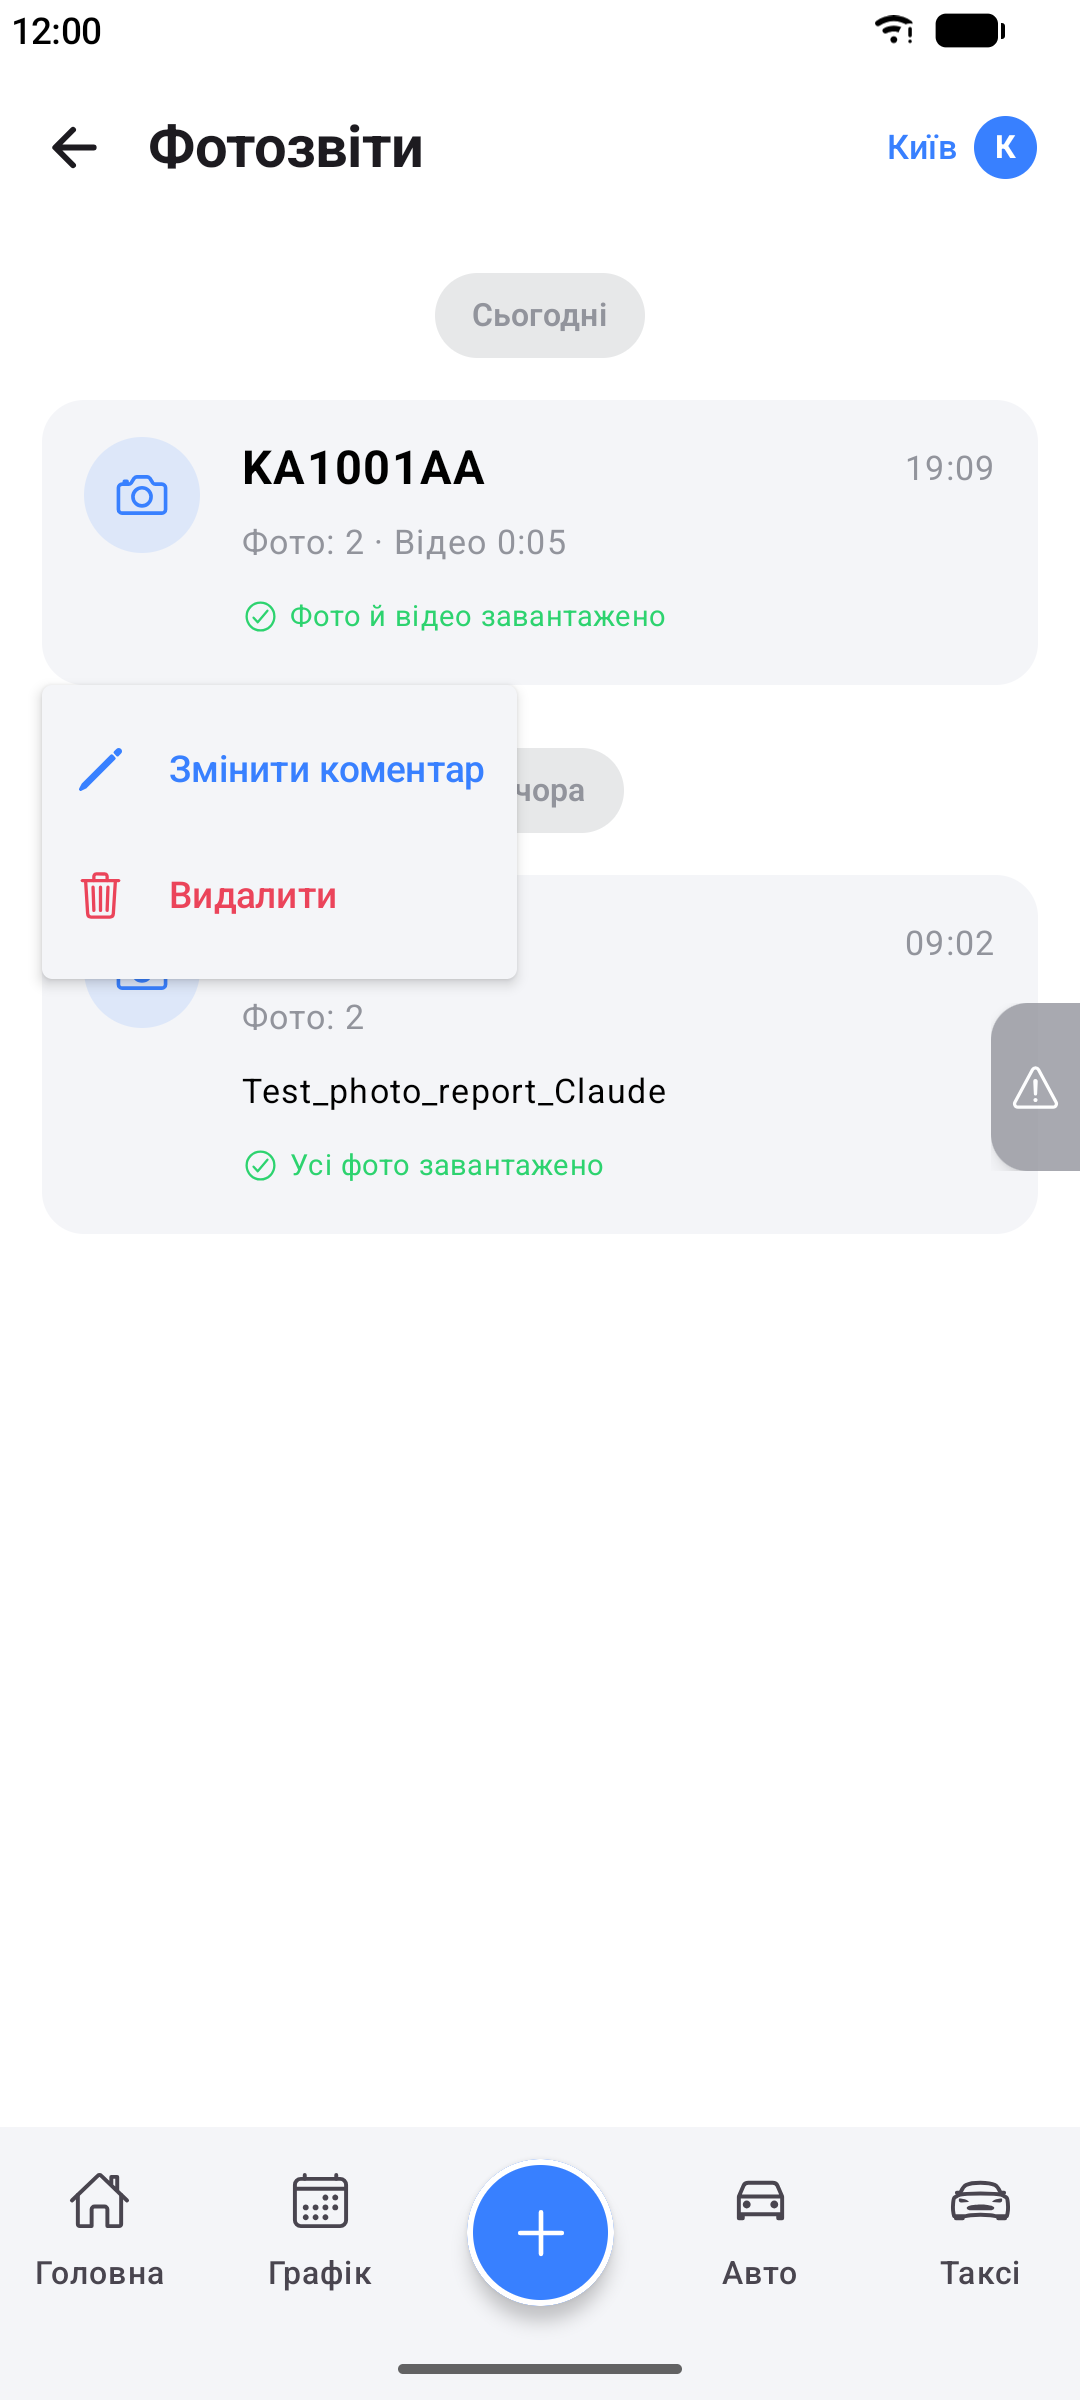 12:00
Фотозвіти
Київ К
Сьогодні
KA1001AA
19:09
Фото: 2 · Відео 0:05
Фото й відео завантажено
Змінити коментар
чора
Видалити
09:02
Фото: 2
Test_photo_report_Claude
Усі фото завантажено
Головна
Графік
Авто
Таксі